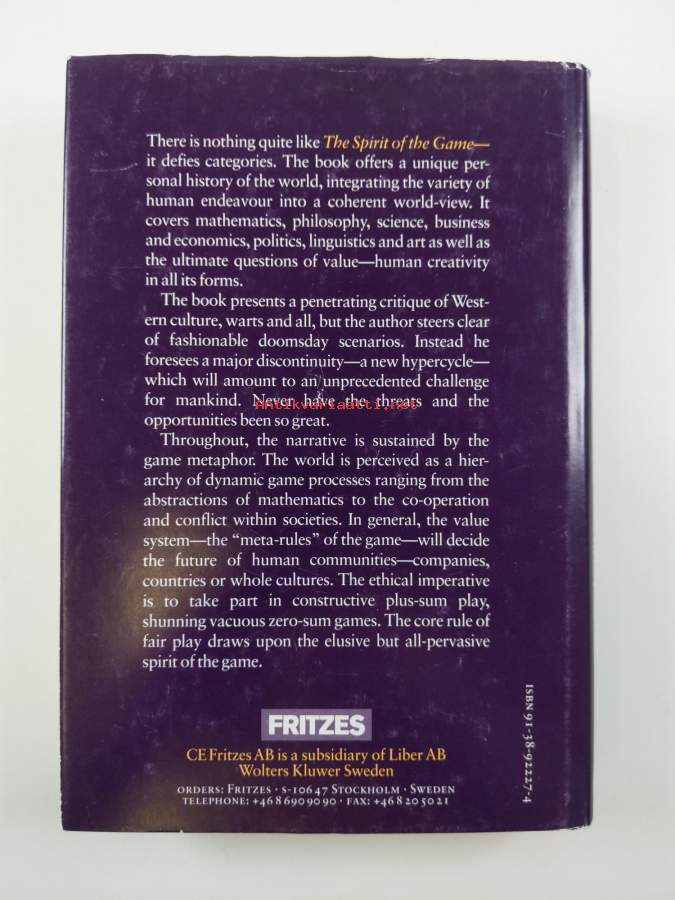 There is nothing quite like The Spirit of the Game—
it defies categories. The book offers a unique per-
sonal history of the world, integrating the variety of
human endeavour into a coherent world-view. It
covers mathematics, philosophy, science, business
and economics, politics, linguistics and art as well as
the ultimate questions of value—human creativity
in all its forms.
The book presents a penetrating critique of West-
ern culture, warts and all, but the author steers clear
of fashionable doomsday scenarios. Instead he
foresees a major discontinuity—a new hypercycle—
which will amount to an unprecedented challenge
for mankind. Never have the threats and the
Antikvariaatti.net
opportunities been so great.
Throughout, the narrative is sustained by the
game metaphor. The world is perceived as a hier-
archy of dynamic game processes ranging from the
abstractions of mathematics to the co-operation
and conflict within societies. In general, the value
system—the “meta-rules” of the game—will decide
the future of human communities—companies,
countries or whole cultures. The ethical imperative
is to take part in constructive plus-sum play,
shunning vacuous zero-sum games. The core rule of
fair play draws upon the elusive but all-pervasive
spirit of the game.
FRITZES
CE Fritzes AB is a subsidiary of Liber AB
Wolters Kluwer Sweden
ORDERS: FRITZES · S-106 47 STOCKHOLM · SWEDEN
TELEPHONE: +46 8 690 90 90 · FAX: +46 8 20 50 21
ISBN 91-38-92227-4